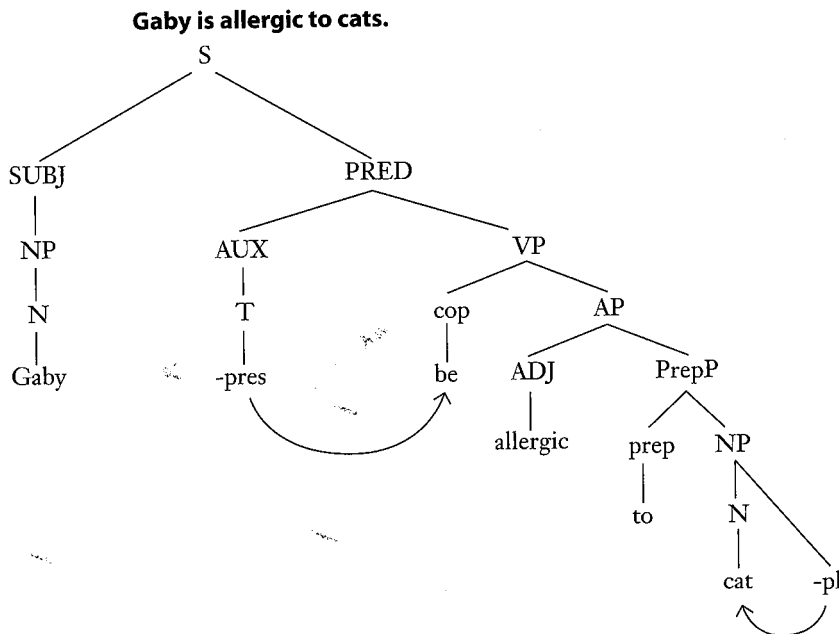 Gaby is allergic to cats.
S
SUBJ PRED
NP AUX VP
N T cop AP
Gaby -pres be ADJ PrepP
allergic prep NP
to N
cat -pl